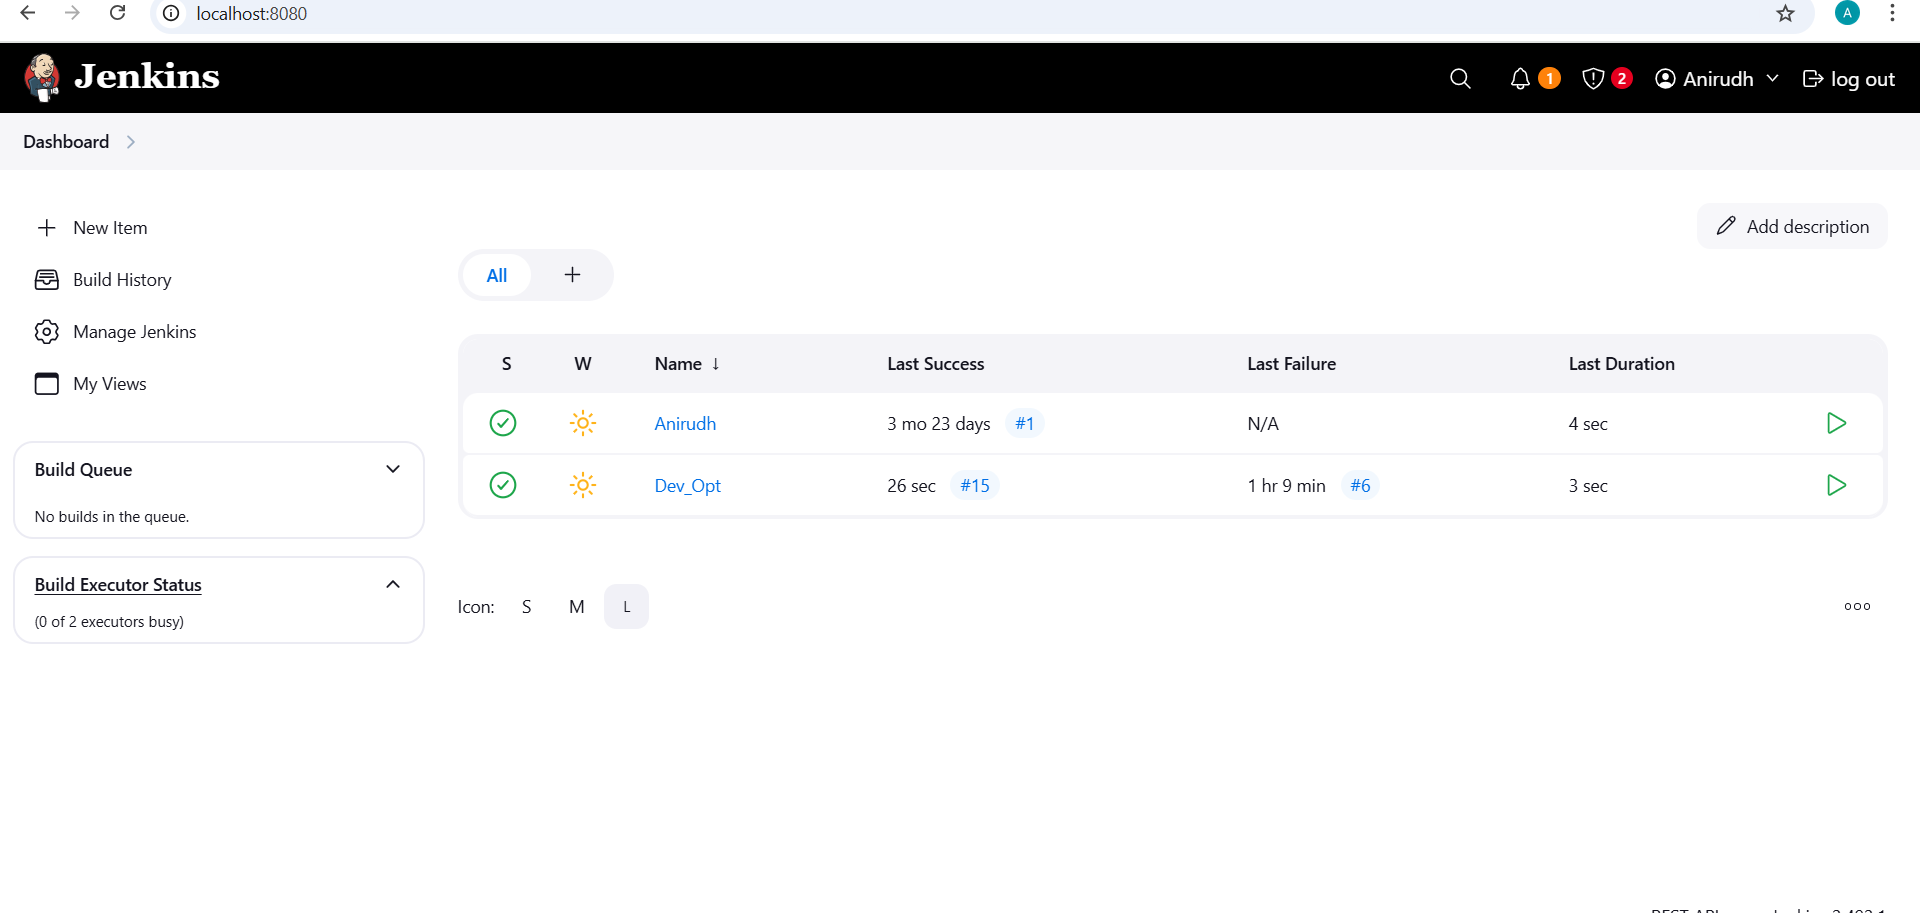 localhost:8080
A
Jenkins
1
2
Anirudh
log out
Dashboard
New Item
Build History
Manage Jenkins
My Views
Build Queue
No builds in the queue.
Build Executor Status
(0 of 2 executors busy)
Add description
All
S W Name ↓ Last Success Last Failure Last Duration
Anirudh 3 mo 23 days #1 N/A 4 sec
Dev_Opt 26 sec #15 1 hr 9 min #6 3 sec
Icon: S M L